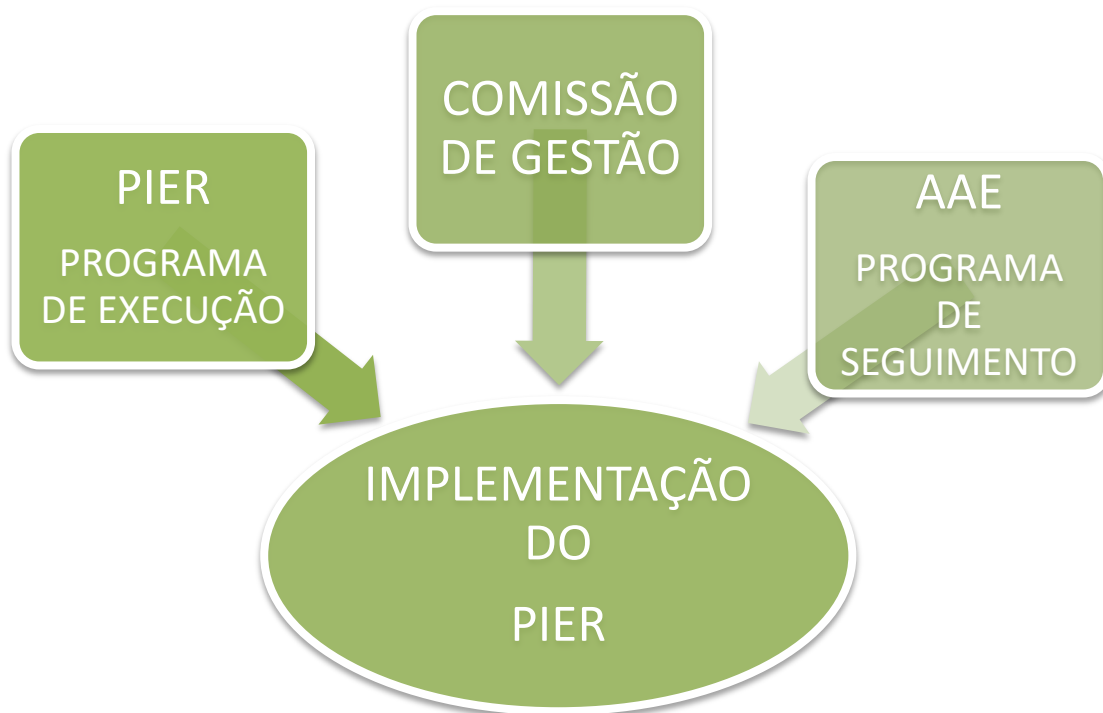 PIER
PROGRAMA
DE EXECUÇÃO
COMISSÃO
DE GESTÃO
AAE
PROGRAMA
DE
SEGUIMENTO
IMPLEMENTAÇÃO
DO
PIER